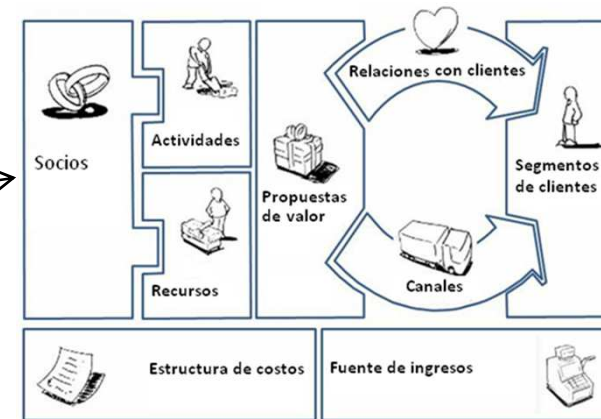 Socios
Actividades
Recursos
Propuestas
de valor
Relaciones con clientes
Canales
Segmentos
de clientes
Estructura de costos
Fuente de ingresos